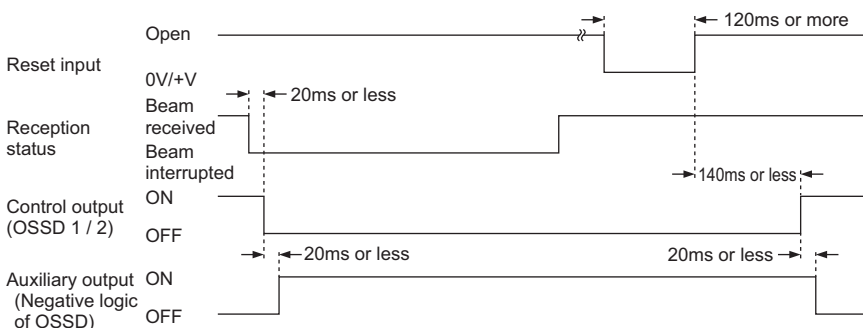 120ms or more
Open
Reset input
0V/+V
20ms or less
Beam
received
Reception
status
Beam
interrupted
140ms or less
ON
Control output
(OSSD 1 / 2)
OFF
20ms or less
20ms or less
Auxiliary output
ON
(Negative logic
of OSSD)
OFF